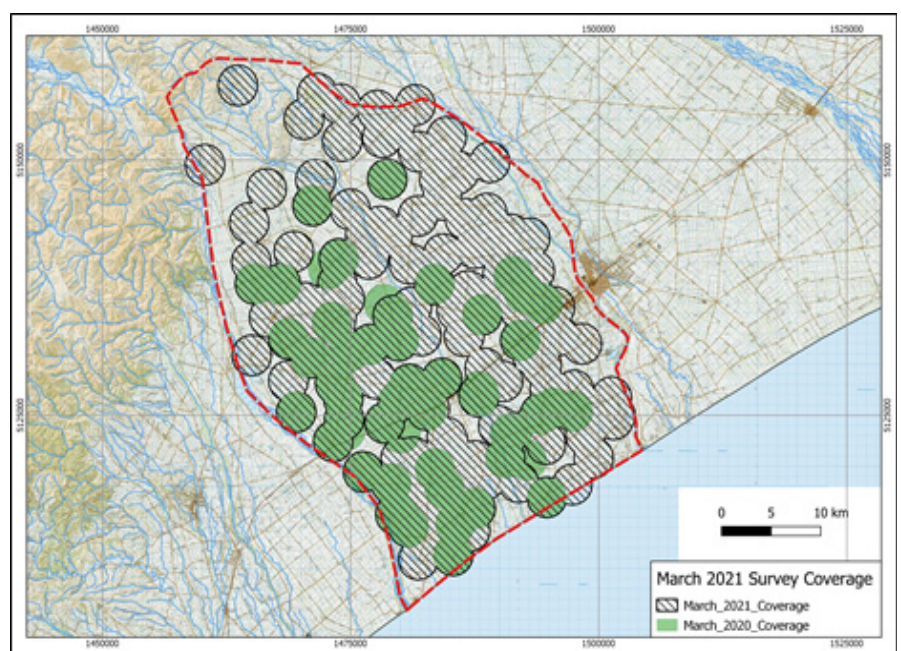 1450000 1475000 1500000 1525000
5150000 5150000
5125000 5125000
0 5 10 km
March 2021 Survey Coverage
March_2021_Coverage
March_2020_Coverage
1450000 1475000 1500000 1525000